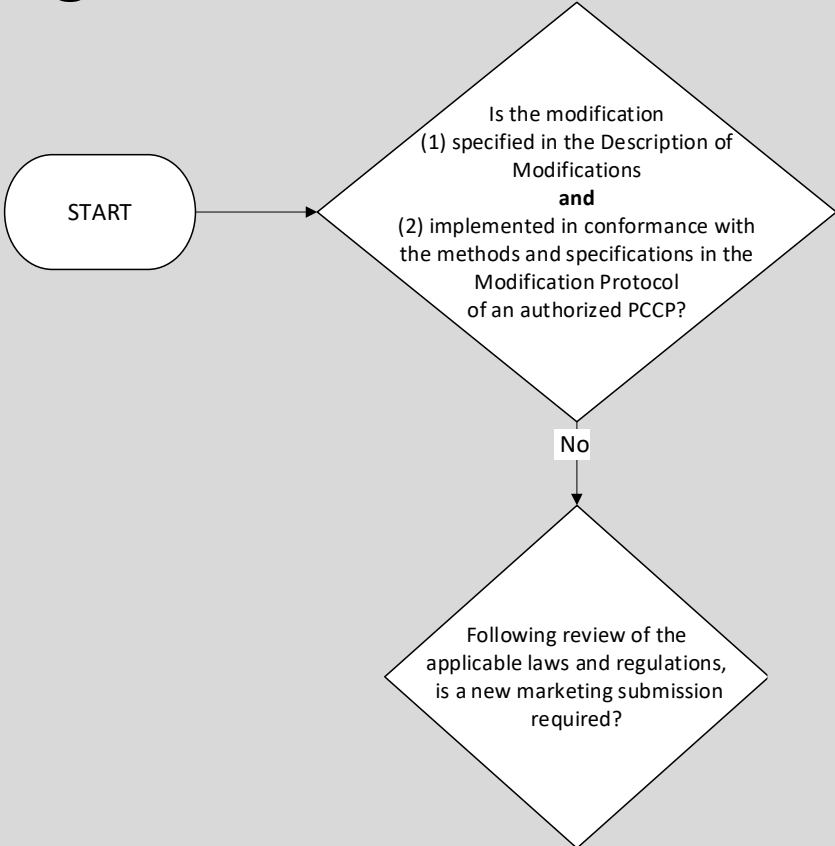 START
Is the modification
(1) specified in the Description of
Modifications
and
(2) implemented in conformance with
the methods and specifications in the
Modification Protocol
of an authorized PCCP?
No
Following review of the
applicable laws and regulations,
is a new marketing submission
required?